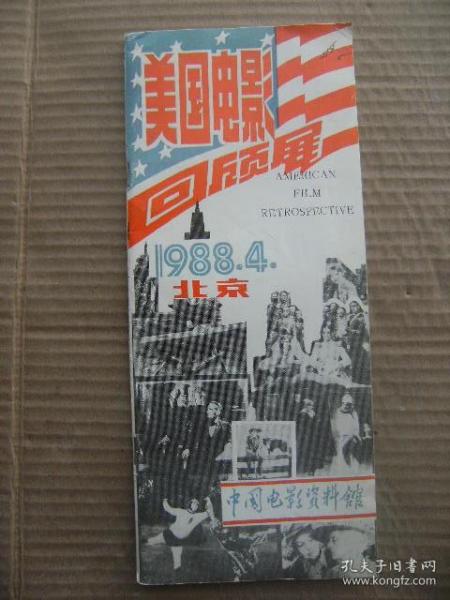 美国电影
回顾展
AMERICAN
FILM
RETROSPECTIVE
1988.4.
北京
中国电影资料馆
孔夫子旧书网
www.kongfz.com